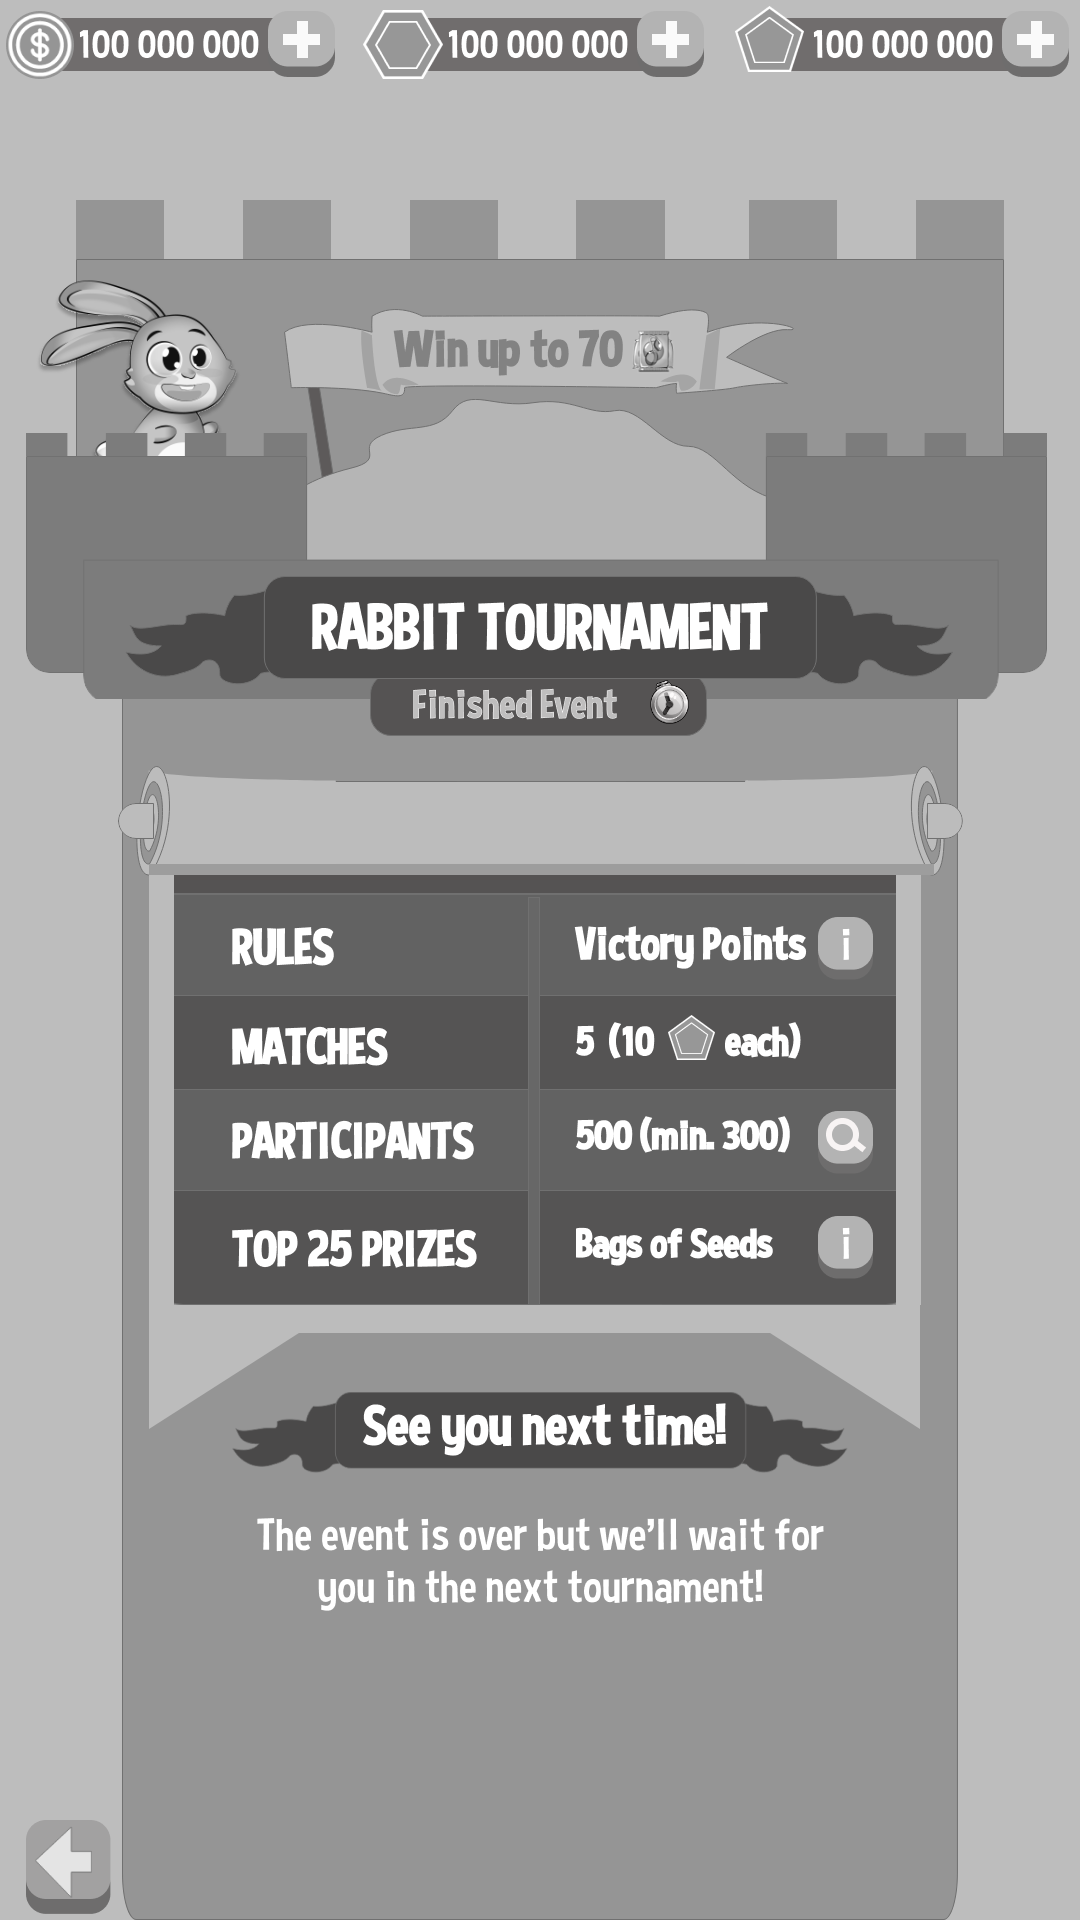 100 000 000 100 000 000 100 000 000
Win up to 70
RABBIT TOURNAMENT
Finished Event
RULES Victory Points i
MATCHES 5 (10 each)
PARTICIPANTS 500 (min. 300)
TOP 25 PRIZES Bags of Seeds i
See you next time!
The event is over but we'll wait for
you in the next tournament!